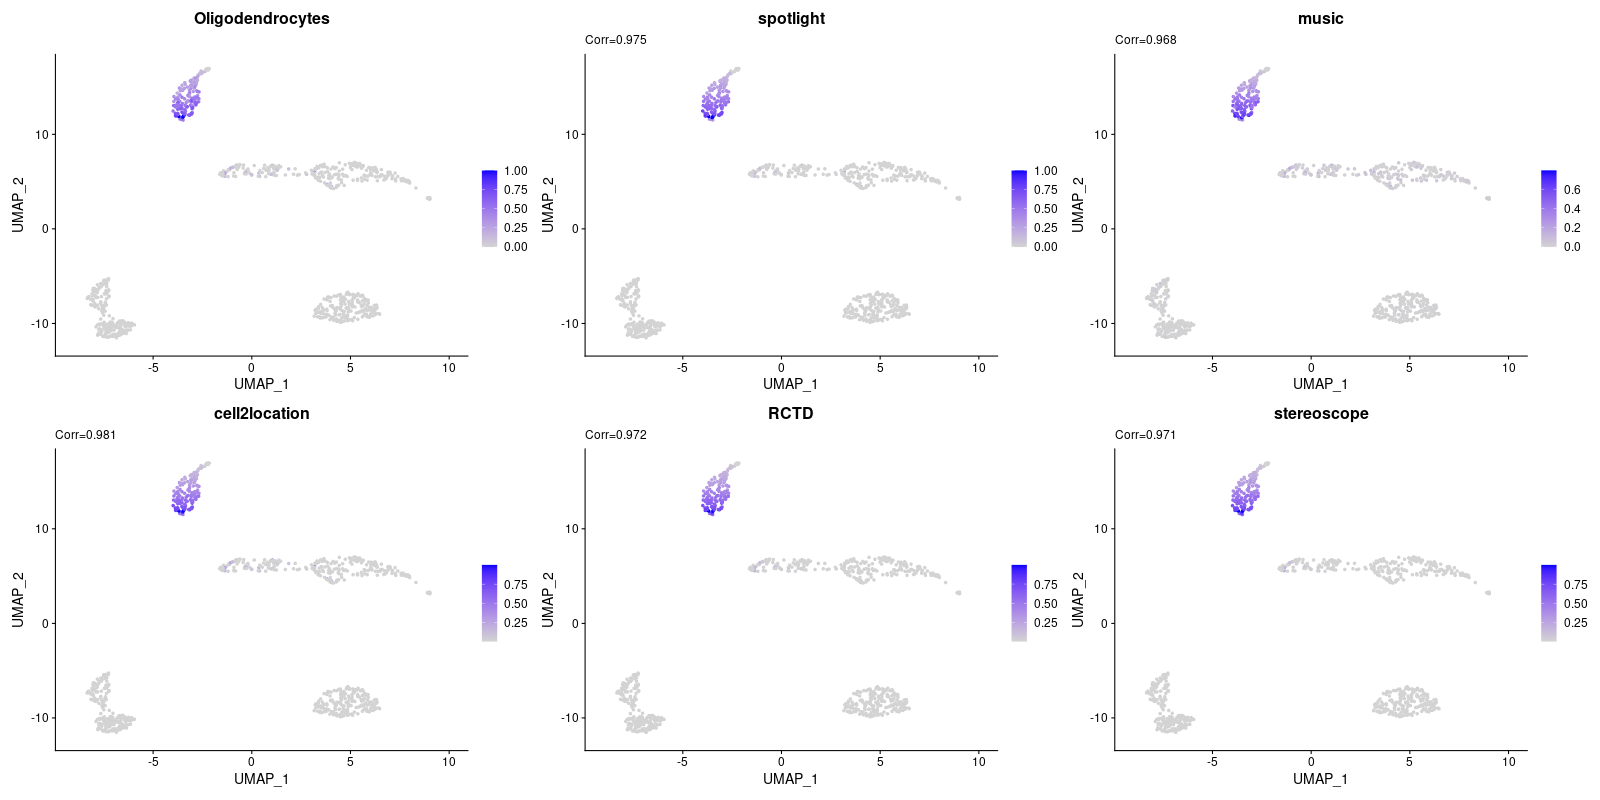 Oligodendrocytes
UMAP_2
10
0
-10
-5
0
5
10
UMAP_1
1.00
0.75
0.50
0.25
0.00
spotlight
Corr=0.975
UMAP_2
10
0
-10
-5
0
5
10
UMAP_1
1.00
0.75
0.50
0.25
0.00
music
Corr=0.968
UMAP_2
10
0
-10
-5
0
5
10
UMAP_1
0.6
0.4
0.2
0.0
cell2location
Corr=0.981
UMAP_2
10
0
-10
-5
0
5
10
UMAP_1
0.75
0.50
0.25
RCTD
Corr=0.972
UMAP_2
10
0
-10
-5
0
5
10
UMAP_1
0.75
0.50
0.25
stereoscope
Corr=0.971
UMAP_2
10
0
-10
-5
0
5
10
UMAP_1
0.75
0.50
0.25